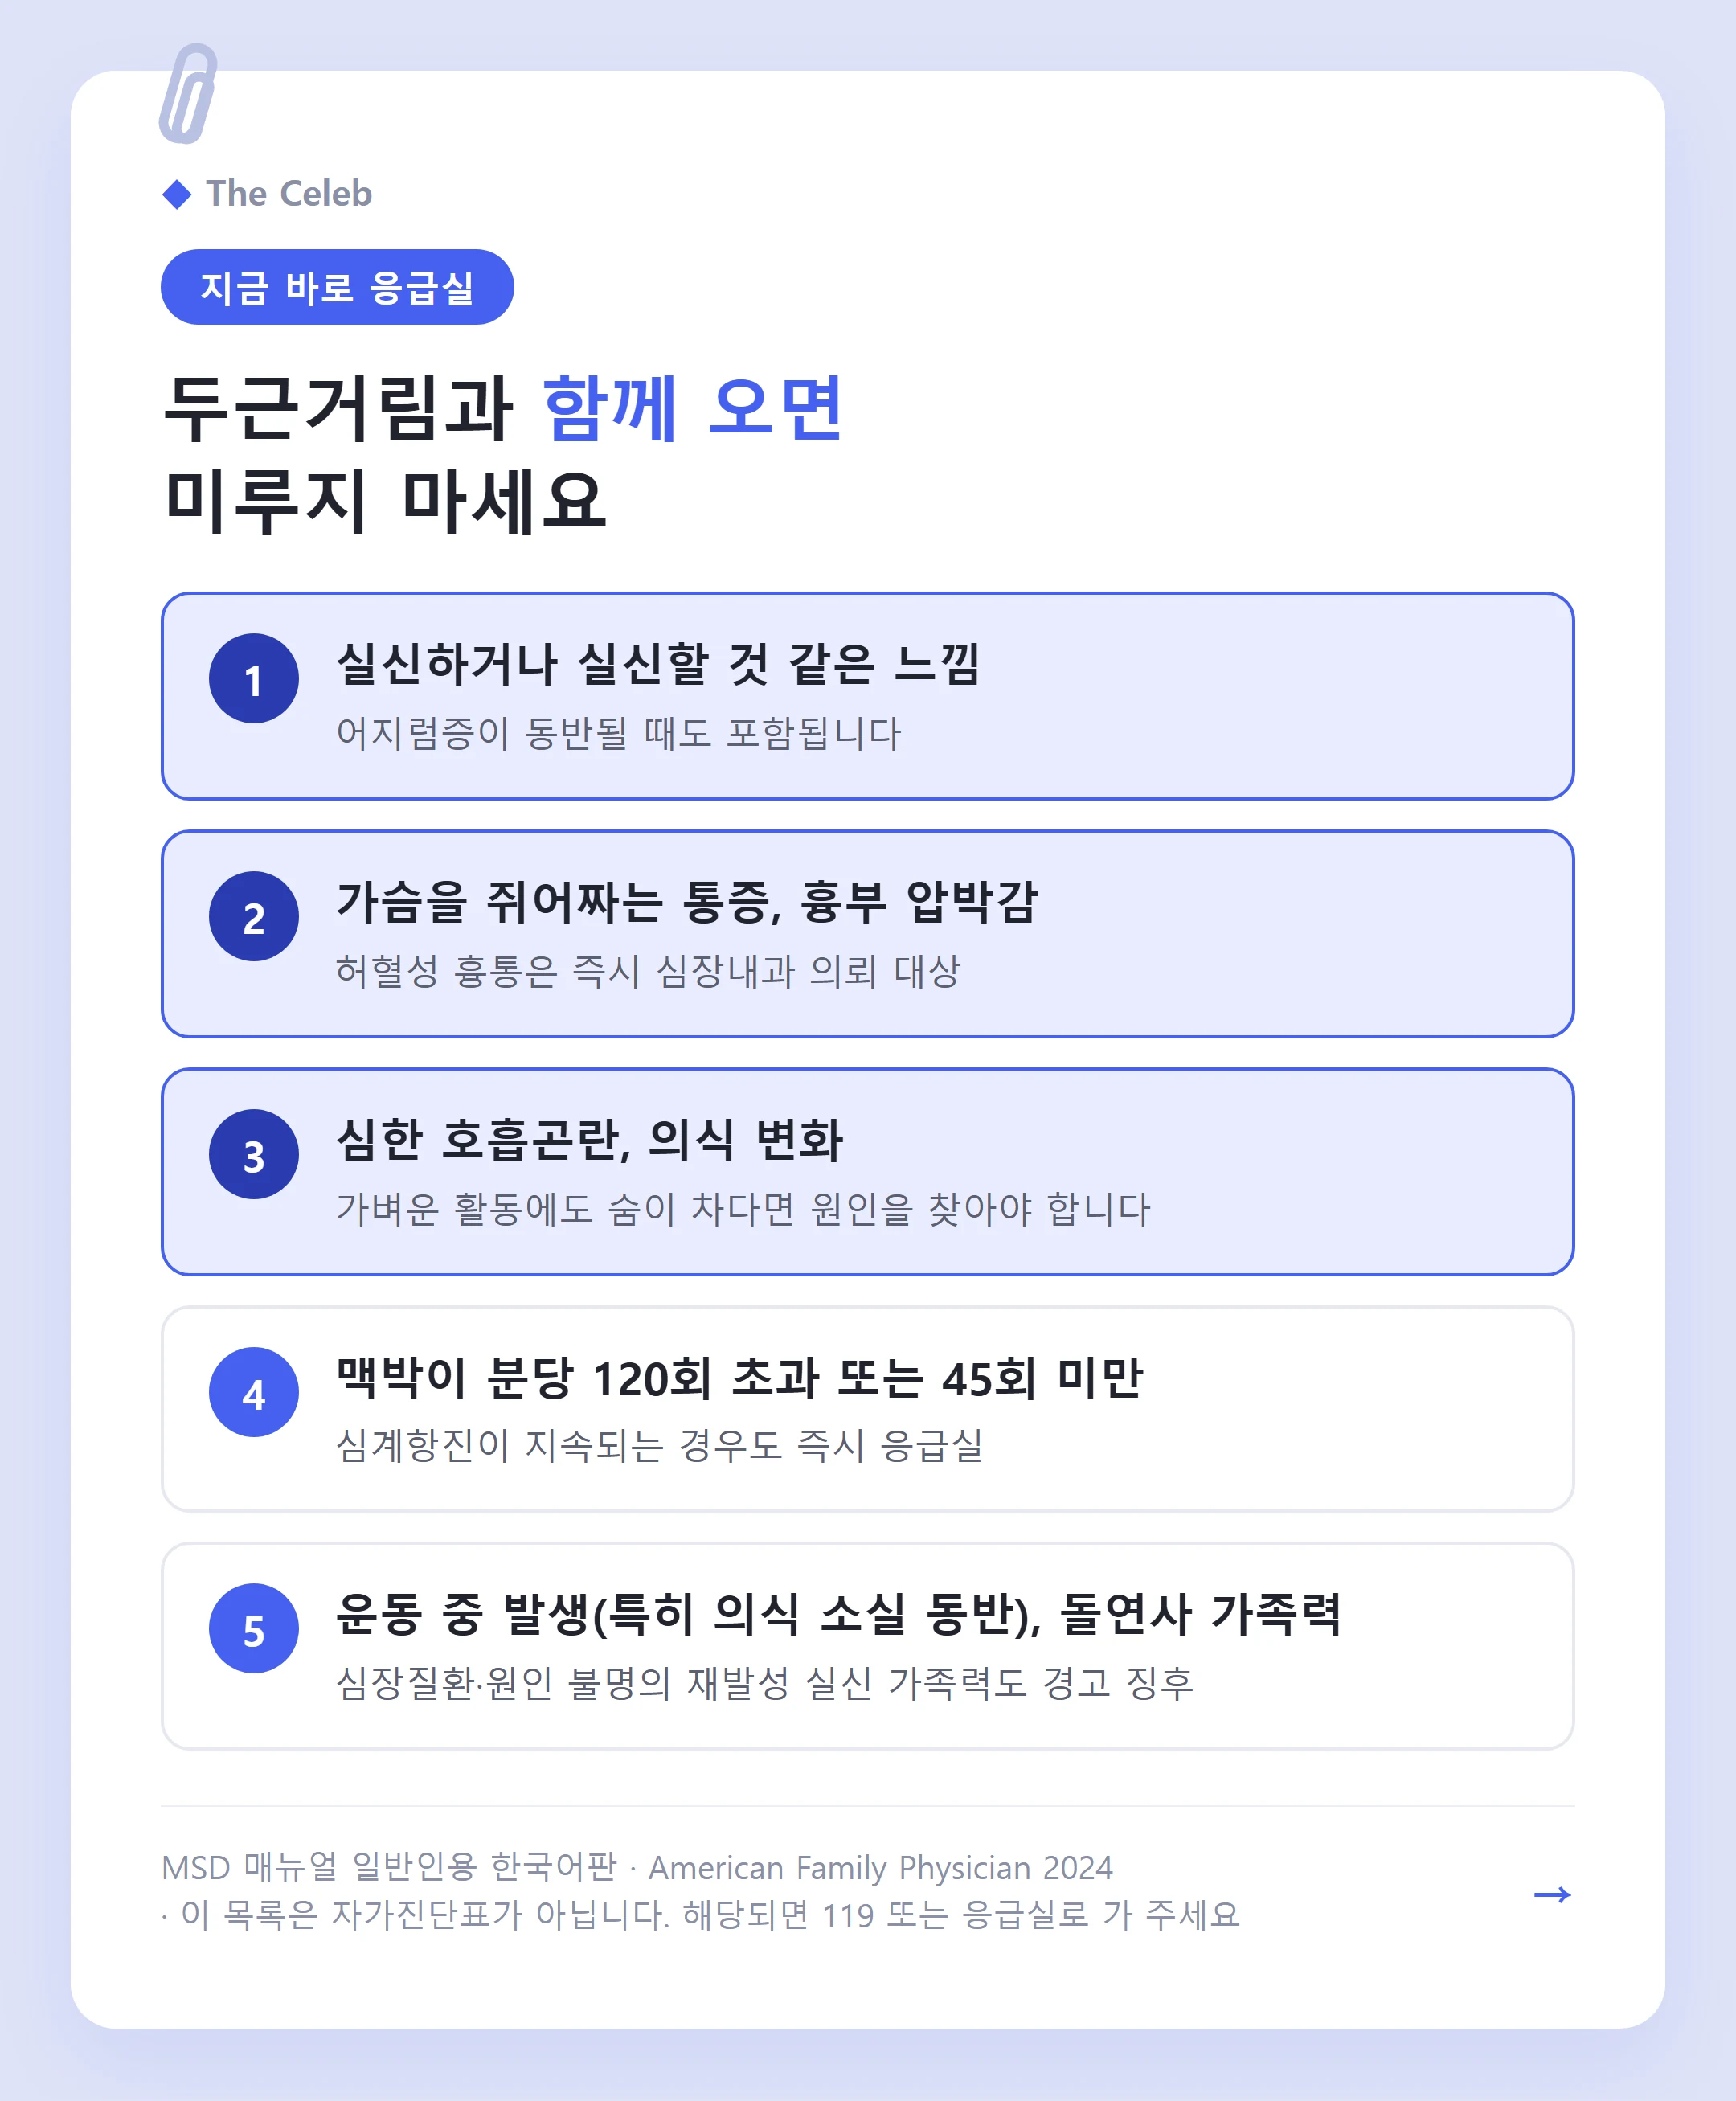 The Celeb
지금 바로 응급실
두근거림과 함께 오면
미루지 마세요
1
실신하거나 실신할 것 같은 느낌
어지럼증이 동반될 때도 포함됩니다
2
가슴을 쥐어짜는 통증, 흉부 압박감
허혈성 흉통은 즉시 심장내과 의뢰 대상
3
심한 호흡곤란, 의식 변화
가벼운 활동에도 숨이 차다면 원인을 찾아야 합니다
4
맥박이 분당 120회 초과 또는 45회 미만
심계항진이 지속되는 경우도 즉시 응급실
5
운동 중 발생(특히 의식 소실 동반), 돌연사 가족력
심장질환·원인 불명의 재발성 실신 가족력도 경고 징후
MSD 매뉴얼 일반인용 한국어판 · American Family Physician 2024
· 이 목록은 자가진단표가 아닙니다. 해당되면 119 또는 응급실로 가 주세요
→